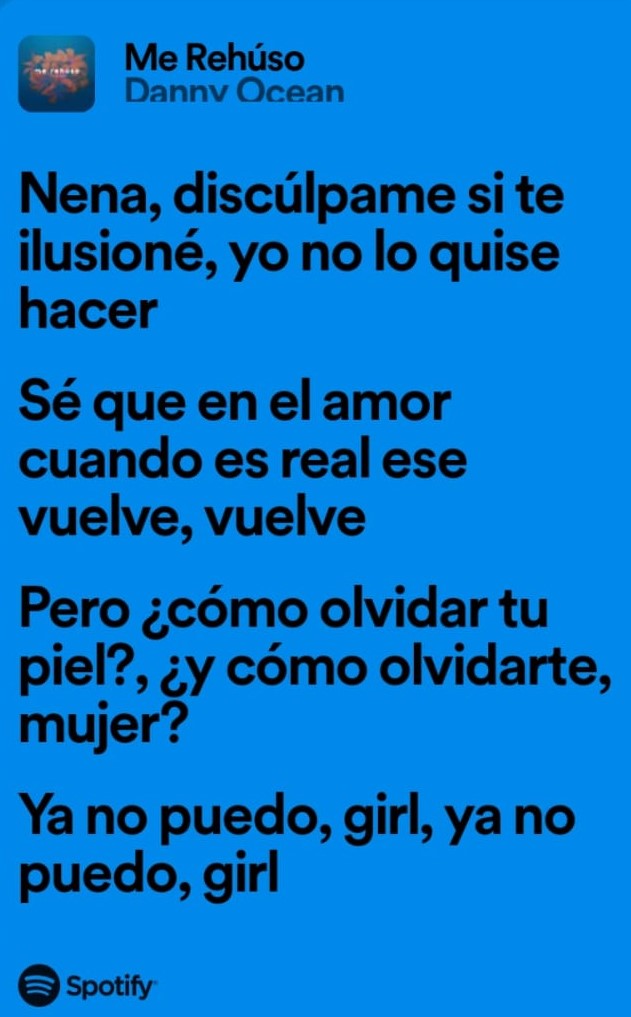 Me Rehúso
Danny Ocean
Nena, discúlpame si te
ilusioné, yo no lo quise
hacer
Sé que en el amor
cuando es real ese
vuelve, vuelve
Pero ¿cómo olvidar tu
piel?, ¿y cómo olvidarte,
mujer?
Ya no puedo, girl, ya no
puedo, girl
Spotify